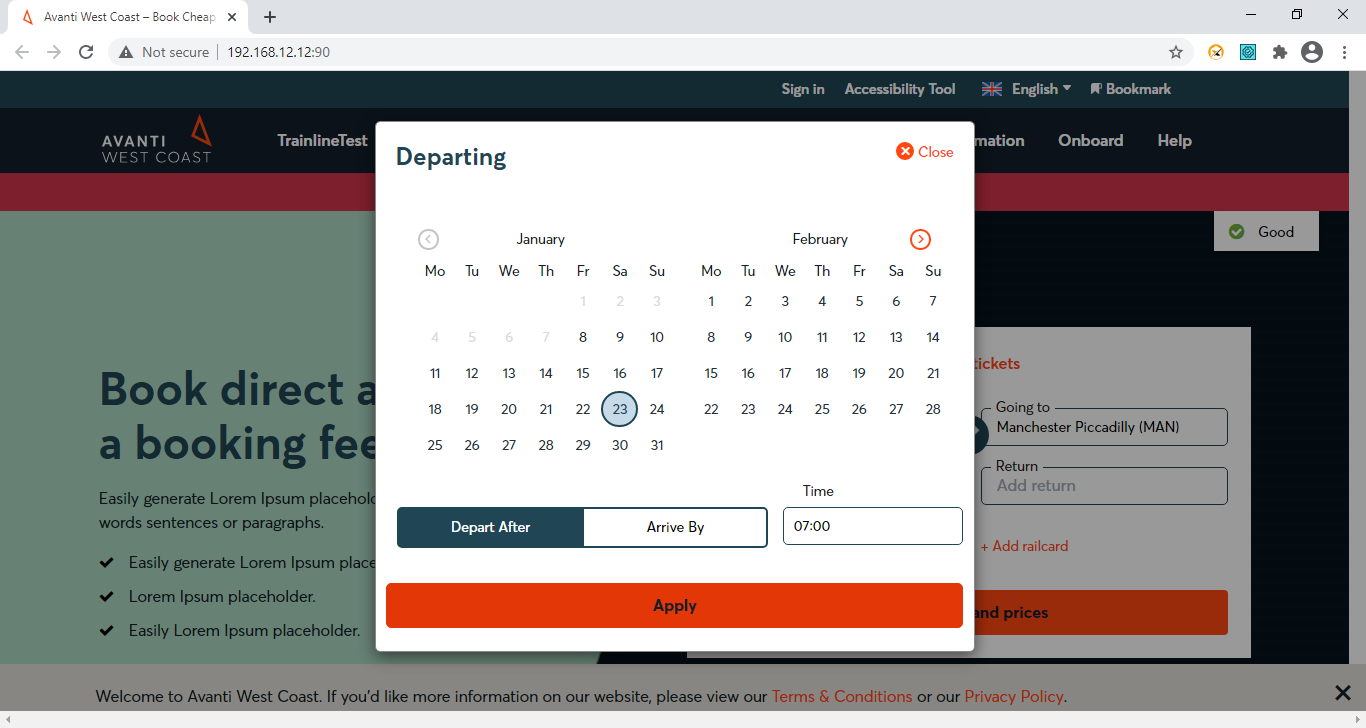 Avanti West Coast – Book Cheap
Not secure 192.168.12.12:90
Sign in Accessibility Tool English Bookmark
AVANTI
WEST COAST
TrainlineTest
mation Onboard Help
Departing
Close
Good
January February
Mo Tu We Th Fr Sa Su Mo Tu We Th Fr Sa Su
1 2 3 1 2 3 4 5 6 7
4 5 6 7 8 9 10 8 9 10 11 12 13 14
11 12 13 14 15 16 17 15 16 17 18 19 20 21
18 19 20 21 22 23 24 22 23 24 25 26 27 28
25 26 27 28 29 30 31
Time
Depart After Arrive By 07:00
Apply
Book direct a
a booking fee
Easily generate Lorem Ipsum placehold
words sentences or paragraphs.
Easily generate Lorem Ipsum place
Lorem Ipsum placeholder.
Easily Lorem Ipsum placeholder.
tickets
Going to
Manchester Piccadilly (MAN)
Return
Add return
+ Add railcard
and prices
Welcome to Avanti West Coast. If you'd like more information on our website, please view our Terms & Conditions or our Privacy Policy.